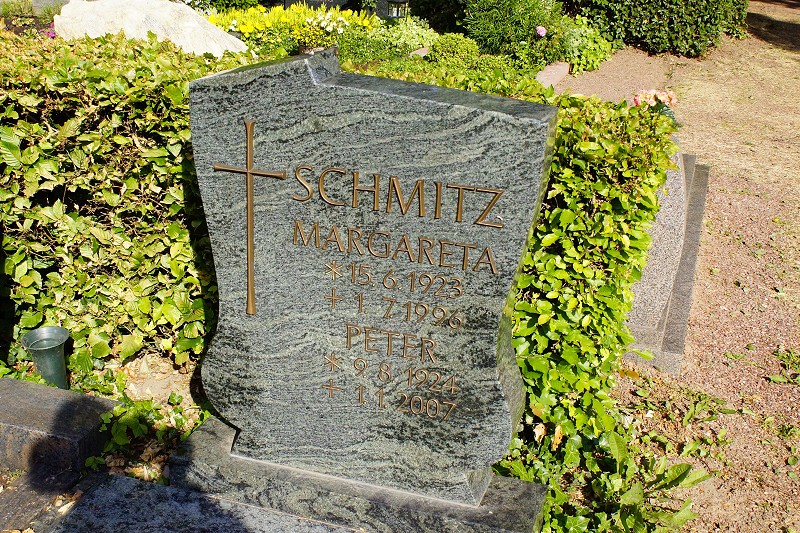 SCHMITZ
MARGARETA
* 15. 6. 1923
+ 1. 7. 1996
PETER
* 9. 8. 1924
+ 1. 1. 2007